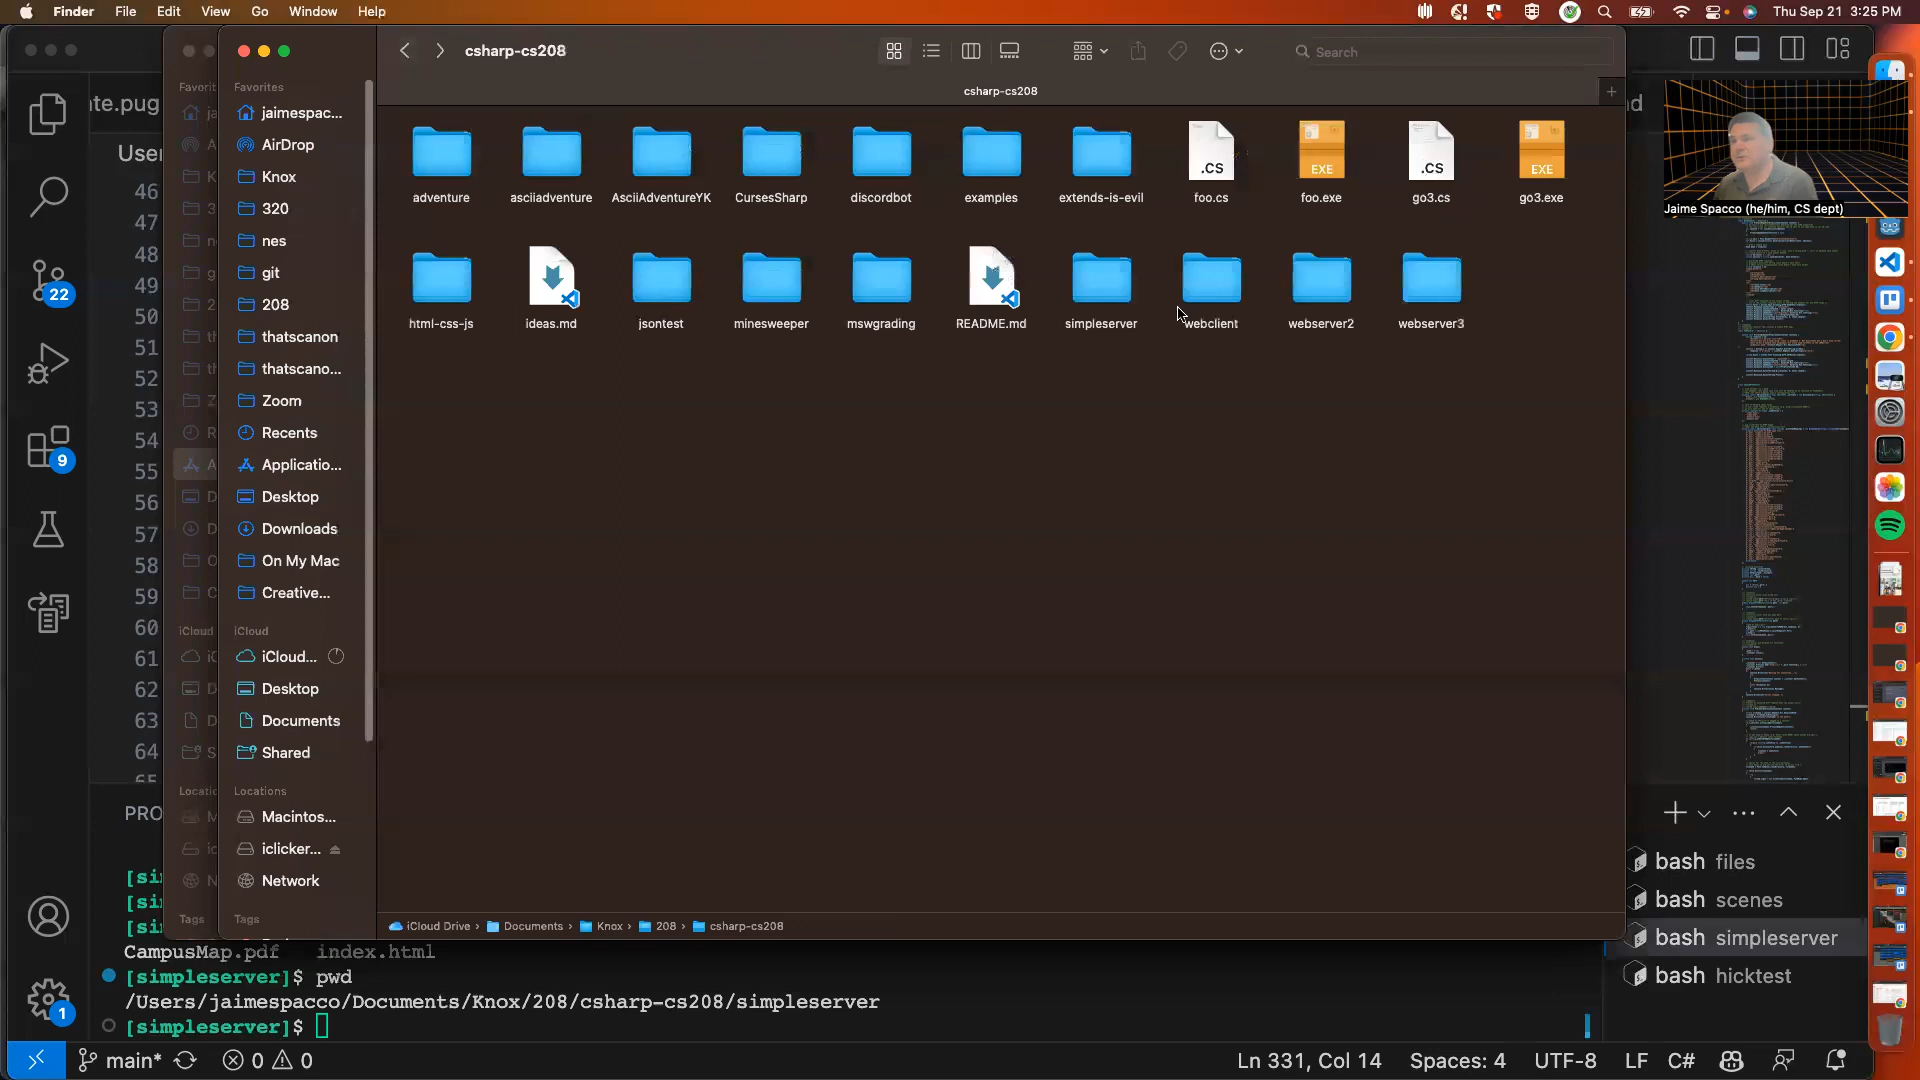 Finder File Edit View Go Window Help
Thu Sep 21 3:25 PM
te.pug
User
46
47
48
49
50
51
52
53
54
55
56
57
58
59
60
61
62
63
64
22
9
1
Favorites
jaimespac...
AirDrop
Knox
320
nes
git
208
thatscanon
thatscano...
Zoom
Recents
Applicatio...
Desktop
Downloads
On My Mac
Creative...
iCloud
iCloud...
Desktop
Documents
Shared
Locations
Macintos...
iclicker...
Network
Tags
csharp-cs208
Search
csharp-cs208
.CS EXE .CS EXE
adventure asciiadventure AsciiAdventureYK CursesSharp discordbot examples extends-is-evil foo.cs foo.exe go3.cs go3.exe
html-css-js ideas.md jsontest minesweeper mswgrading README.md simpleserver webclient webserver2 webserver3
iCloud Drive › Documents › Knox › 208 › csharp-cs208
Jaime Spacco (he/him, CS dept)
PRO
[si
[si
[si
CampusMap.pdf index.html
[simpleserver]$ pwd
/Users/jaimespacco/Documents/Knox/208/csharp-cs208/simpleserver
[simpleserver]$
bash files
bash scenes
bash simpleserver
bash hicktest
main* 0 0
Ln 331, Col 14 Spaces: 4 UTF-8 LF C#